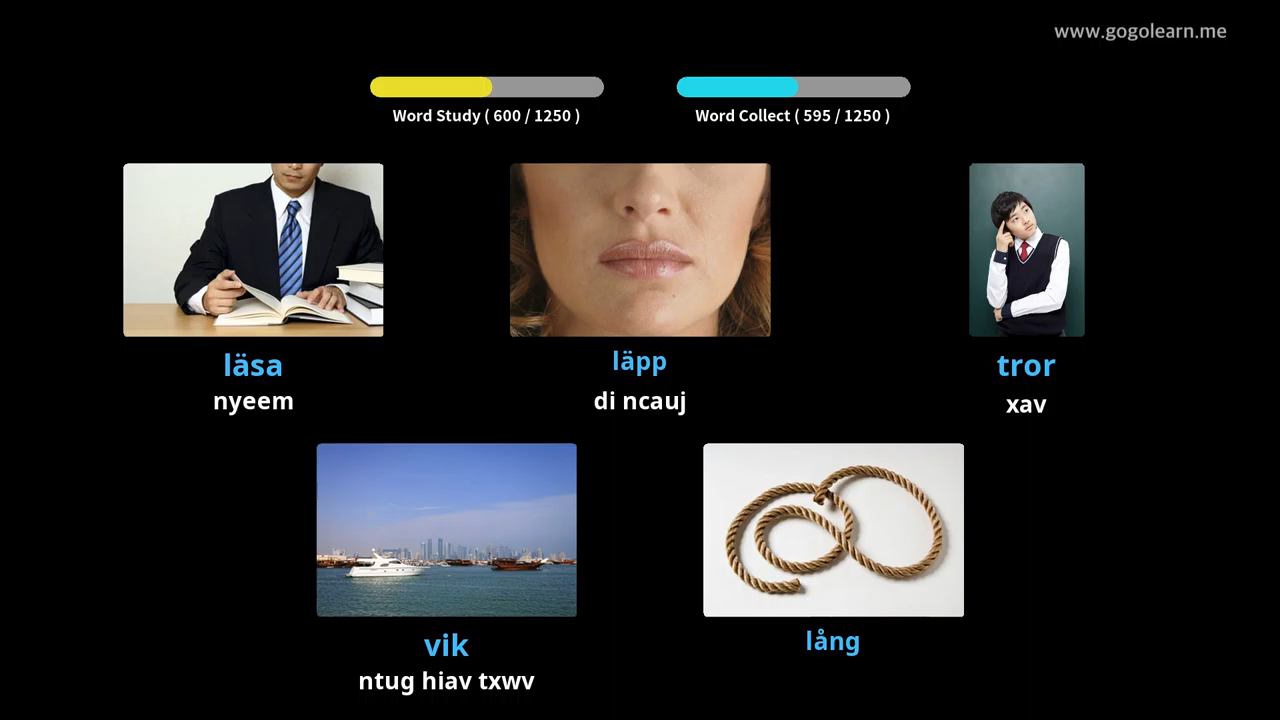 www.gogolearn.me
Word Study ( 600 / 1250 )
Word Collect ( 595 / 1250 )
läsa
nyeem
läpp
di ncauj
tror
xav
vik
ntug hiav txwv
lång